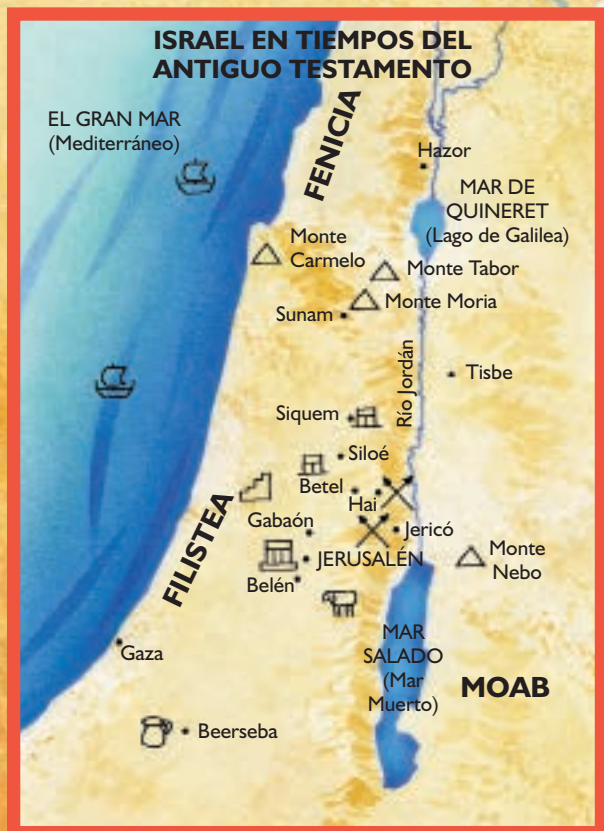 ISRAEL EN TIEMPOS DEL
ANTIGUO TESTAMENTO
EL GRAN MAR
(Mediterráneo)
FENICIA
Hazor
MAR DE
QUINERET
(Lago de Galilea)
Monte
Carmelo
Monte Tabor
Monte Moria
Sunam
Río Jordán
Tisbe
Siquem
Siloé
Betel
Hai
FILISTEA
Gabaón
Jericó
JERUSALÉN
Monte
Nebo
Belén
MAR
SALADO
(Mar
Muerto)
MOAB
Gaza
Beerseba